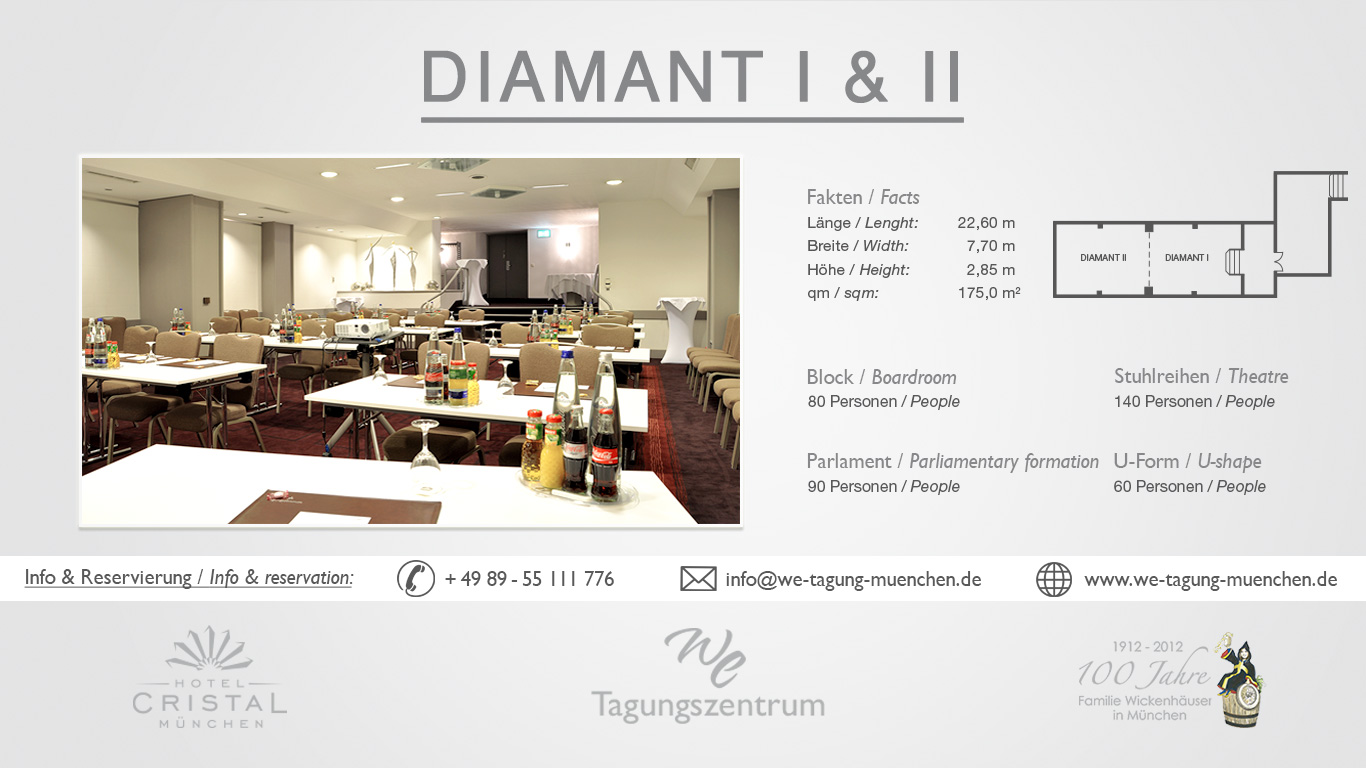 DIAMANT I & II
Fakten / Facts
Länge / Lenght: 22,60 m
Breite / Width: 7,70 m
Höhe / Height: 2,85 m
qm / sqm: 175,0 m²
DIAMANT II DIAMANT I
Block / Boardroom
80 Personen / People
Stuhlreihen / Theatre
140 Personen / People
Parlament / Parliamentary formation
90 Personen / People
U-Form / U-shape
60 Personen / People
Coca-Cola
Info & Reservierung / Info & reservation:
+ 49 89 - 55 111 776
info@we-tagung-muenchen.de
www.we-tagung-muenchen.de
HOTEL
CRISTAL
MÜNCHEN
We
Tagungszentrum
1912 - 2012
100 Jahre
Familie Wickenhäuser
in München